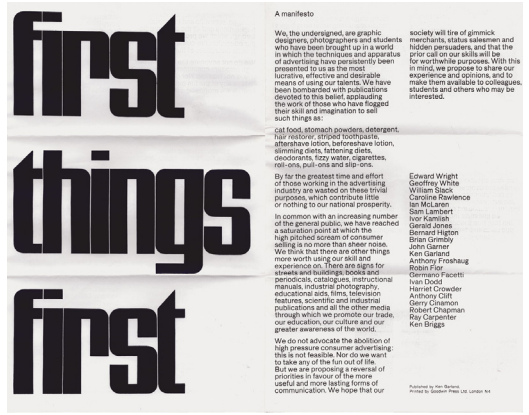 first
things
first
A manifesto
We, the undersigned, are graphic
designers, photographers and students
who have been brought up in a world
in which the techniques and apparatus
of advertising have persistently been
presented to us as the most
lucrative, effective and desirable
means of using our talents. We have
been bombarded with publications
devoted to this belief, applauding
the work of those who have flogged
their skill and imagination to sell
such things as:
cat food, stomach powders, detergent,
hair restorer, striped toothpaste,
aftershave lotion, beforeshave lotion,
slimming diets, fattening diets,
deodorants, fizzy water, cigarettes,
roll-ons, pull-ons and slip-ons.
By far the greatest time and effort
of those working in the advertising
industry are wasted on these trivial
purposes, which contribute little
or nothing to our national prosperity.
In common with an increasing number
of the general public, we have reached
a saturation point at which the
high pitched scream of consumer
selling is no more than sheer noise.
We think that there are other things
more worth using our skill and
experience on. There are signs for
streets and buildings, books and
periodicals, catalogues, instructional
manuals, industrial photography,
educational aids, films, television
features, scientific and industrial
publications and all the other media
through which we promote our trade,
our education, our culture and our
greater awareness of the world.
We do not advocate the abolition of
high pressure consumer advertising:
this is not feasible. Nor do we want
to take any of the fun out of life.
But we are proposing a reversal of
priorities in favour of the more
useful and more lasting forms of
communication. We hope that our
society will tire of gimmick
merchants, status salesmen and
hidden persuaders, and that the
prior call on our skills will be
for worthwhile purposes. With this
in mind, we propose to share our
experience and opinions, and to
make them available to colleagues,
students and others who may be
interested.
Edward Wright
Geoffrey White
William Slack
Caroline Rawlence
Ian McLaren
Sam Lambert
Ivor Kamlish
Gerald Jones
Bernard Higton
Brian Grimbly
John Garner
Ken Garland
Anthony Froshaug
Robin Fior
Germano Facetti
Ivan Dodd
Harriet Crowder
Anthony Clift
Gerry Cinamon
Robert Chapman
Ray Carpenter
Ken Briggs
Published by Ken Garland
Printed by Goodwin Press Ltd. London N4